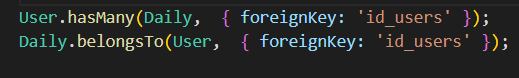 User.hasMany(Daily,  { foreignKey: 'id_users' });
Daily.belongsTo(User,  { foreignKey: 'id_users' });